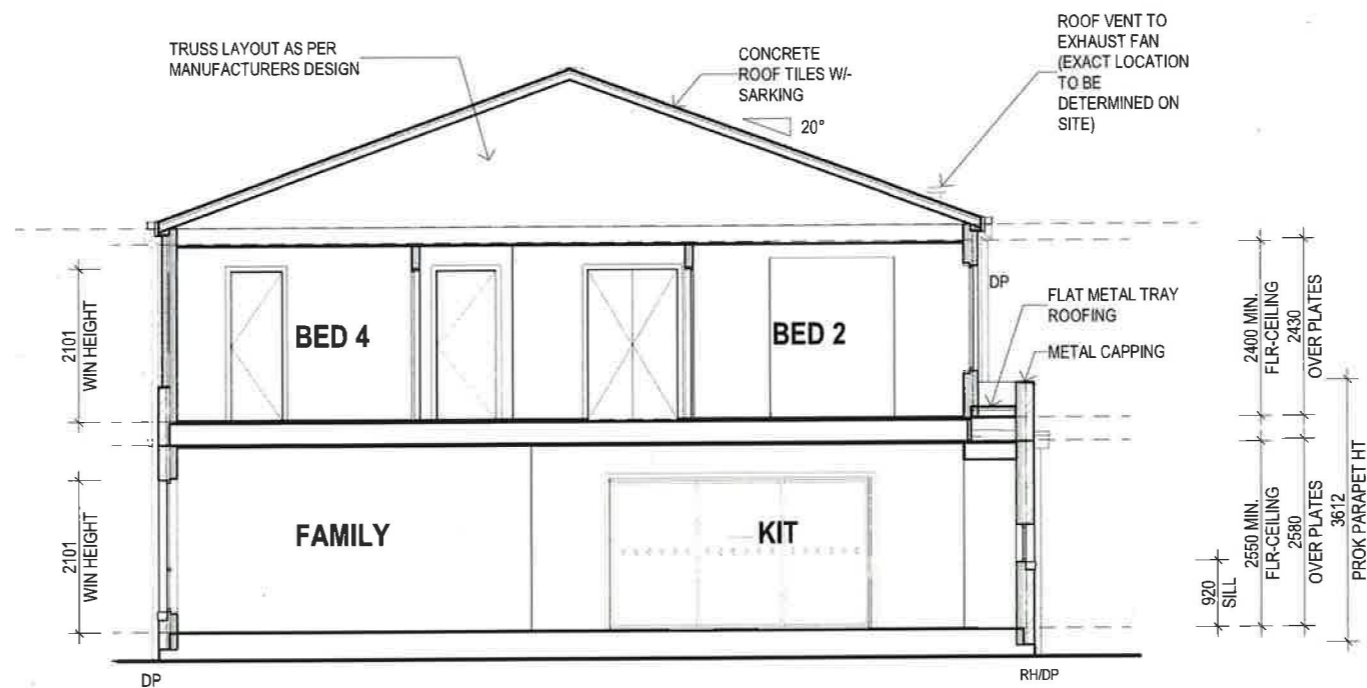 TRUSS LAYOUT AS PER
MANUFACTURERS DESIGN
CONCRETE
ROOF TILES W/-
SARKING
20°
ROOF VENT TO
EXHAUST FAN
(EXACT LOCATION
TO BE
DETERMINED ON
SITE)
2101
WIN HEIGHT
BED 4
BED 2
DP
FLAT METAL TRAY
ROOFING
METAL CAPPING
2400 MIN.
FLR-CEILING
2430
OVER PLATES
2101
WIN HEIGHT
FAMILY
KIT
920
SILL
2550 MIN.
FLR-CEILING
2580
OVER PLATES
3612
PROK PARAPET HT
DP
RH/DP